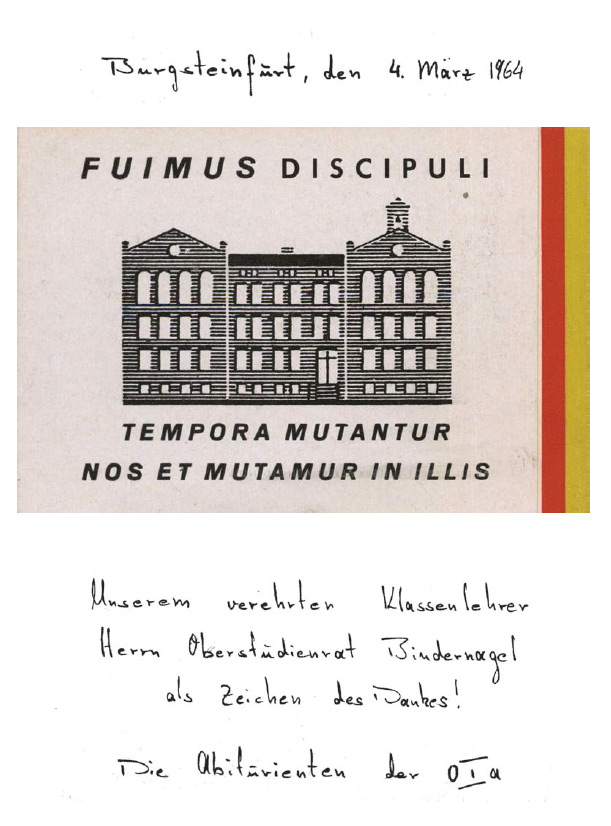 Burgsteinfurt, den 4. März 1964
FUIMUS DISCIPULI
TEMPORA MUTANTUR
NOS ET MUTAMUR IN ILLIS
Unserem verehrten Klassenlehrer
Herrn Oberstudienrat Bindernagel
als Zeichen des Dankes!
Die Abiturienten der OIa